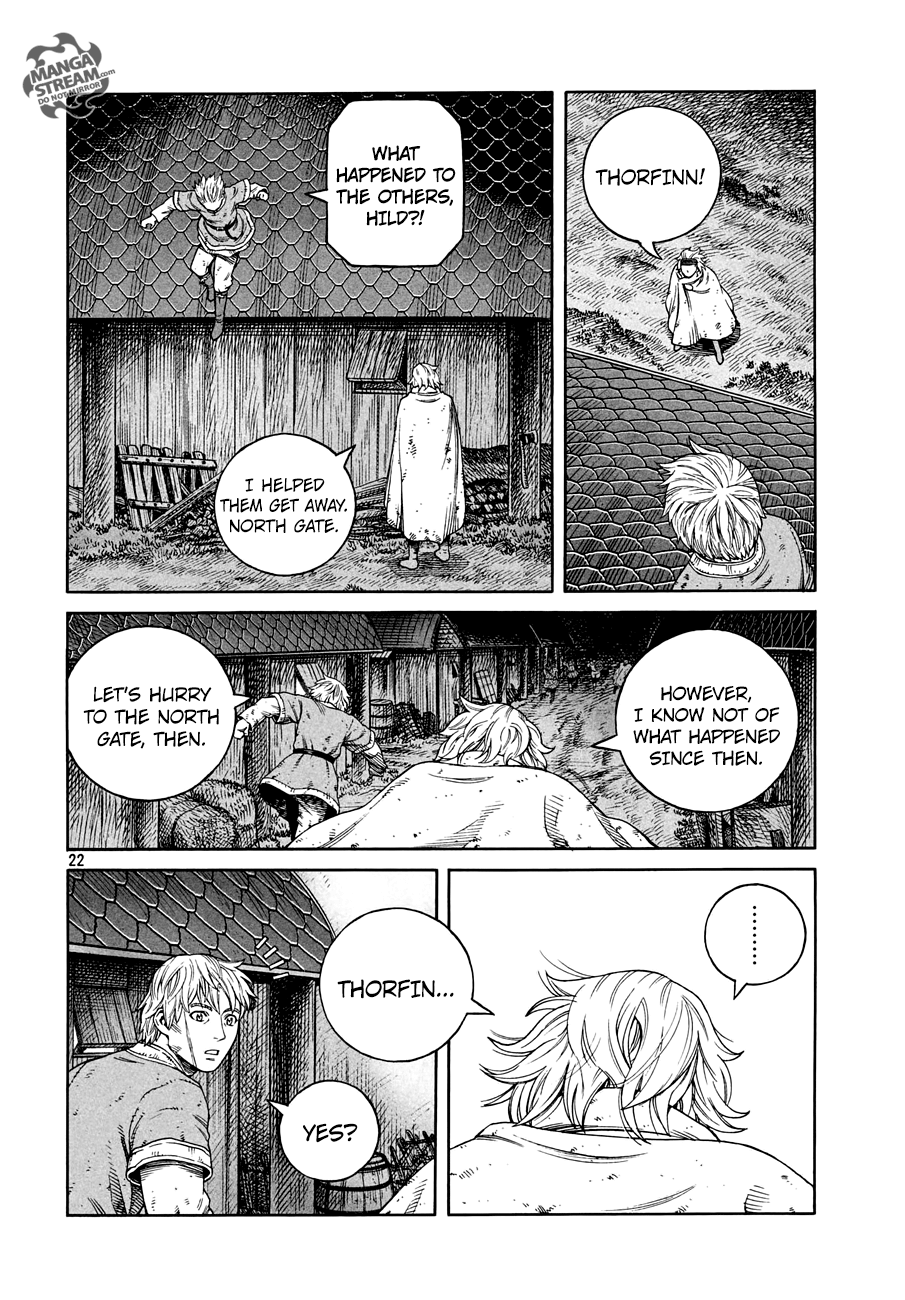 MANGA
STREAM.com
DO NOT MIRROR
THORFINN!
WHAT
HAPPENED TO
THE OTHERS,
HILD?!
I HELPED
THEM GET AWAY.
NORTH GATE.
HOWEVER,
I KNOW NOT OF
WHAT HAPPENED
SINCE THEN.
LET'S HURRY
TO THE NORTH
GATE, THEN.
22
.........
THORFIN...
YES?